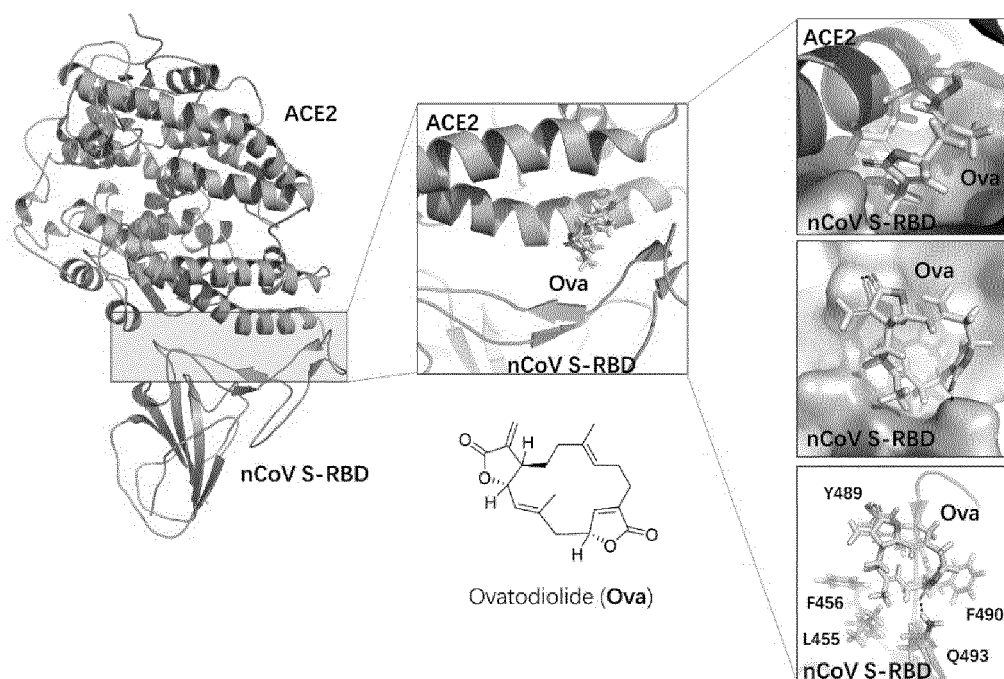 ACE2
nCoV S-RBD
ACE2
Ova
nCoV S-RBD
O
O
H
H
H
O
O
Ovatodiolide (Ova)
ACE2
Ova
nCoV S-RBD
Ova
nCoV S-RBD
Y489
Ova
F456
F490
L455
Q493
nCoV S-RBD